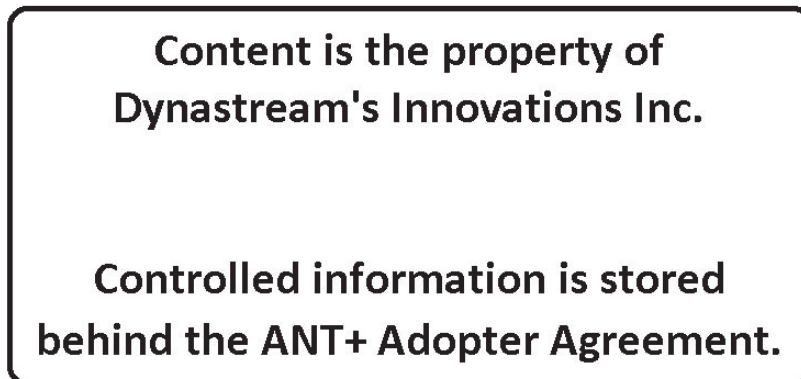 Content is the property of
Dynastream's Innovations Inc.
Controlled information is stored
behind the ANT+ Adopter Agreement.